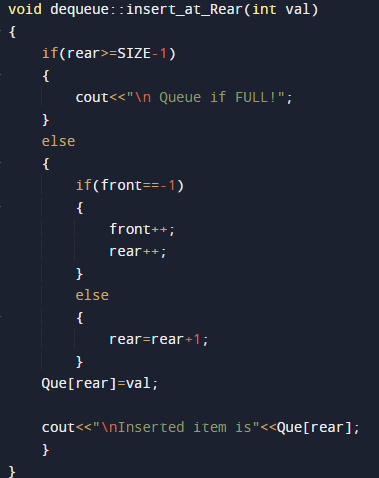 void dequeue::insert_at_Rear(int val)
{
    if(rear>=SIZE-1)
    {
        cout<<"\n Queue if FULL!";
    }
    else
    {
        if(front==-1)
        {
            front++;
            rear++;
        }
        else
        {
            rear=rear+1;
        }
    Que[rear]=val;

    cout<<"\nInserted item is"<<Que[rear];
    }
}